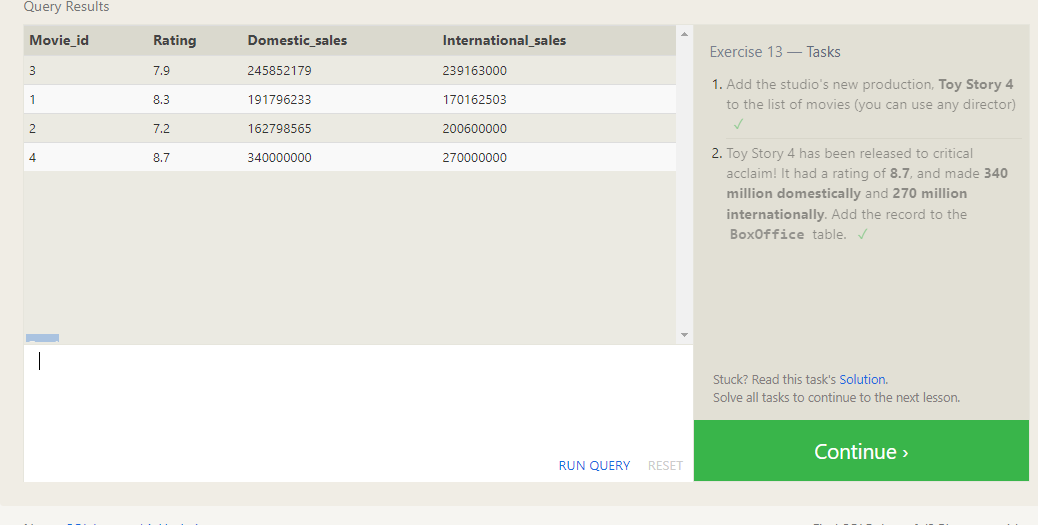 Query Results
Movie_id Rating Domestic_sales International_sales
3 7.9 245852179 239163000
1 8.3 191796233 170162503
2 7.2 162798565 200600000
4 8.7 340000000 270000000
Exercise 13 — Tasks
1. Add the studio's new production, Toy Story 4
to the list of movies (you can use any director)
✓
2. Toy Story 4 has been released to critical
acclaim! It had a rating of 8.7, and made 340
million domestically and 270 million
internationally. Add the record to the
BoxOffice table. ✓
Stuck? Read this task's Solution.
Solve all tasks to continue to the next lesson.
RUN QUERY RESET
Continue ›